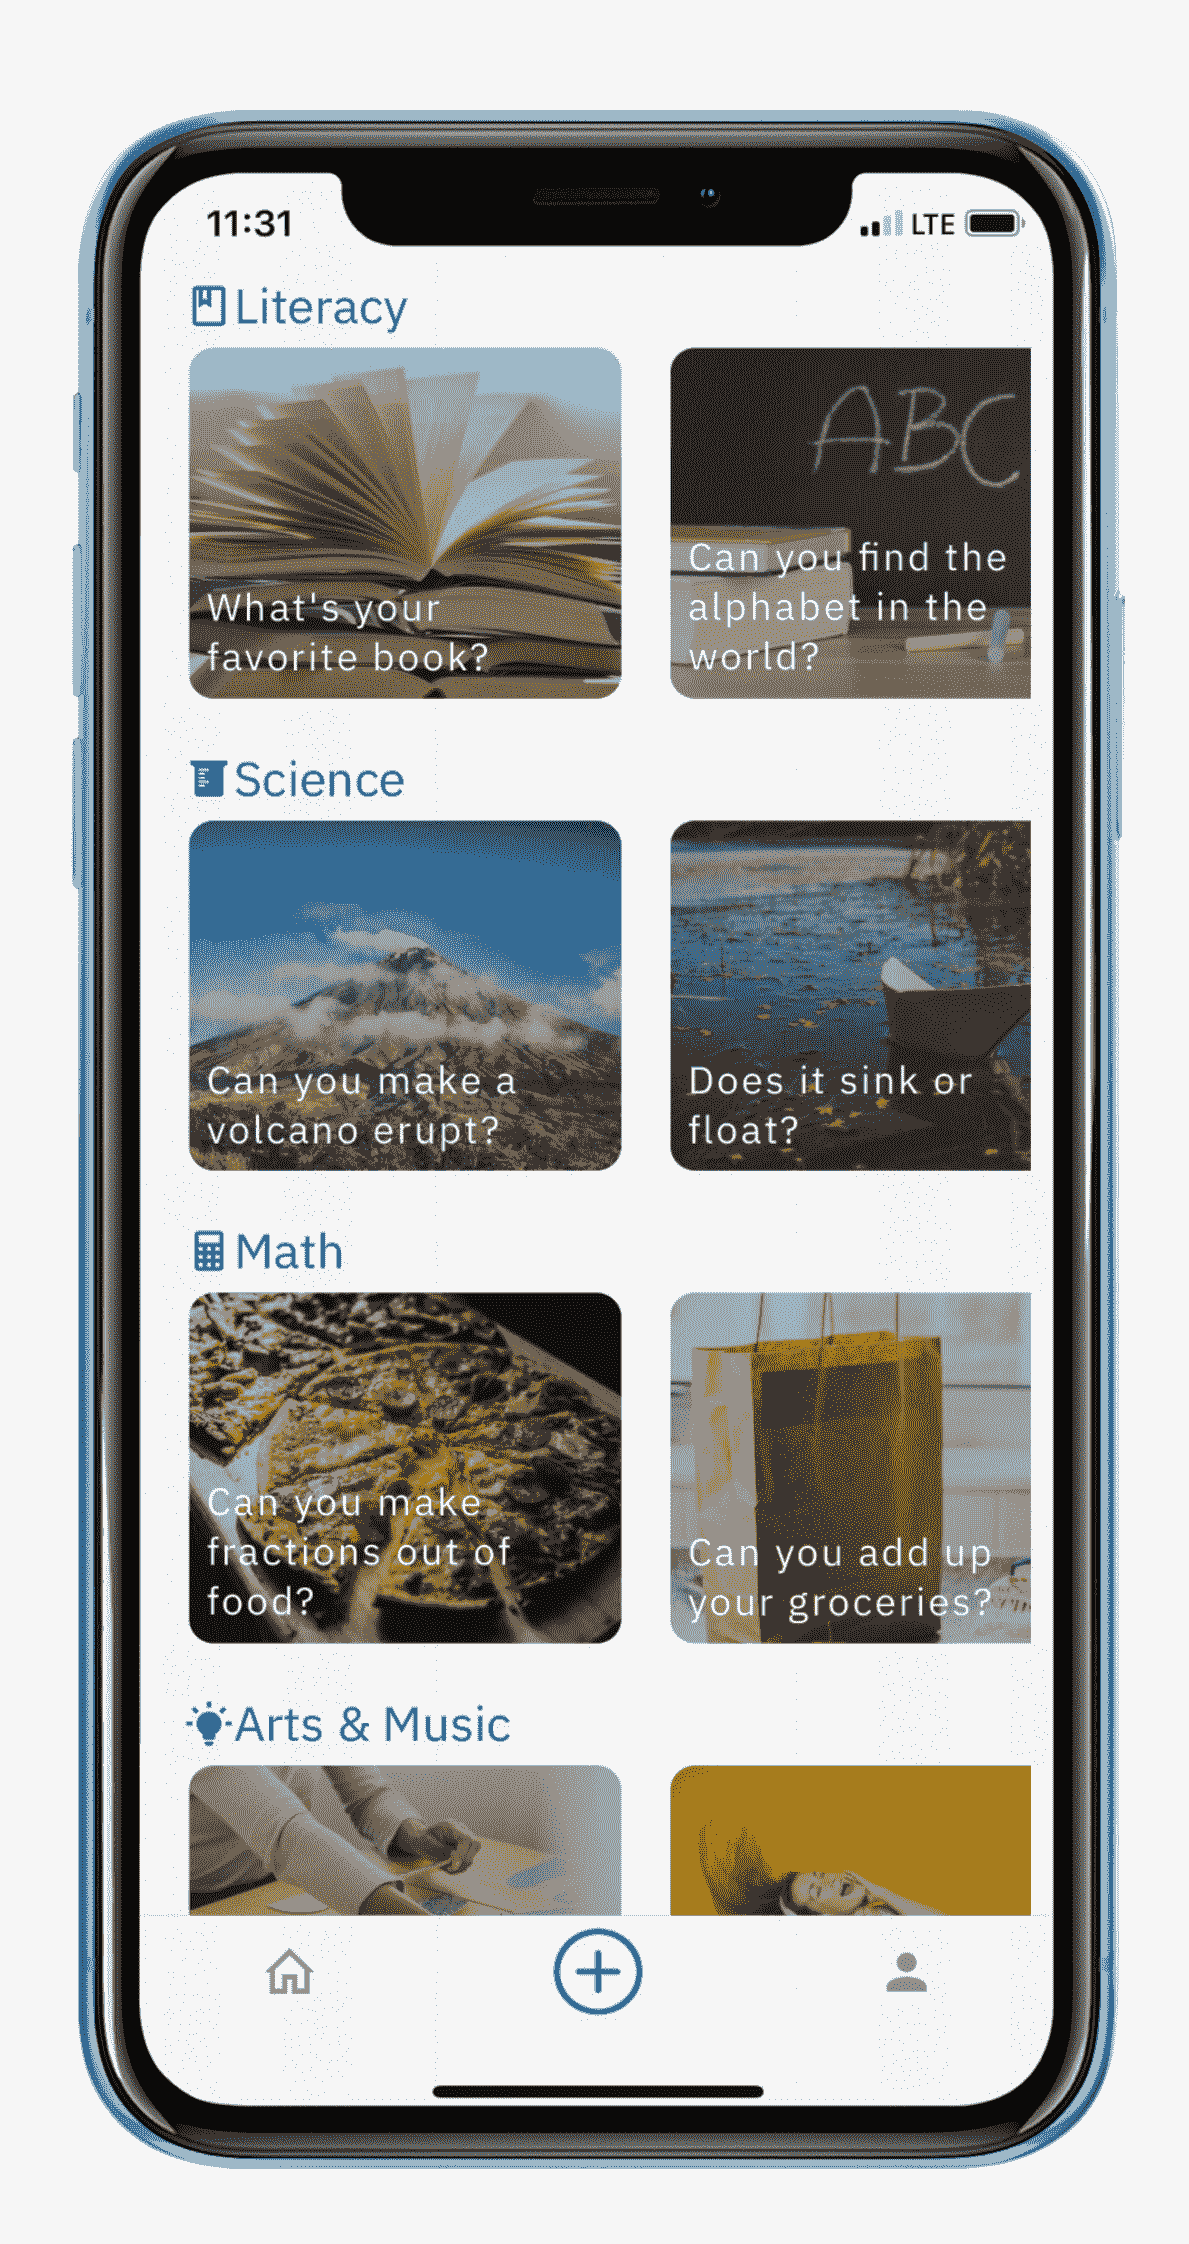 11:31
LTE
Literacy
ABC
What's your
favorite book?
Can you find the
alphabet in the
world?
Science
Can you make a
volcano erupt?
Does it sink or
float?
Math
Can you make
fractions out of
food?
Can you add up
your groceries?
Arts & Music